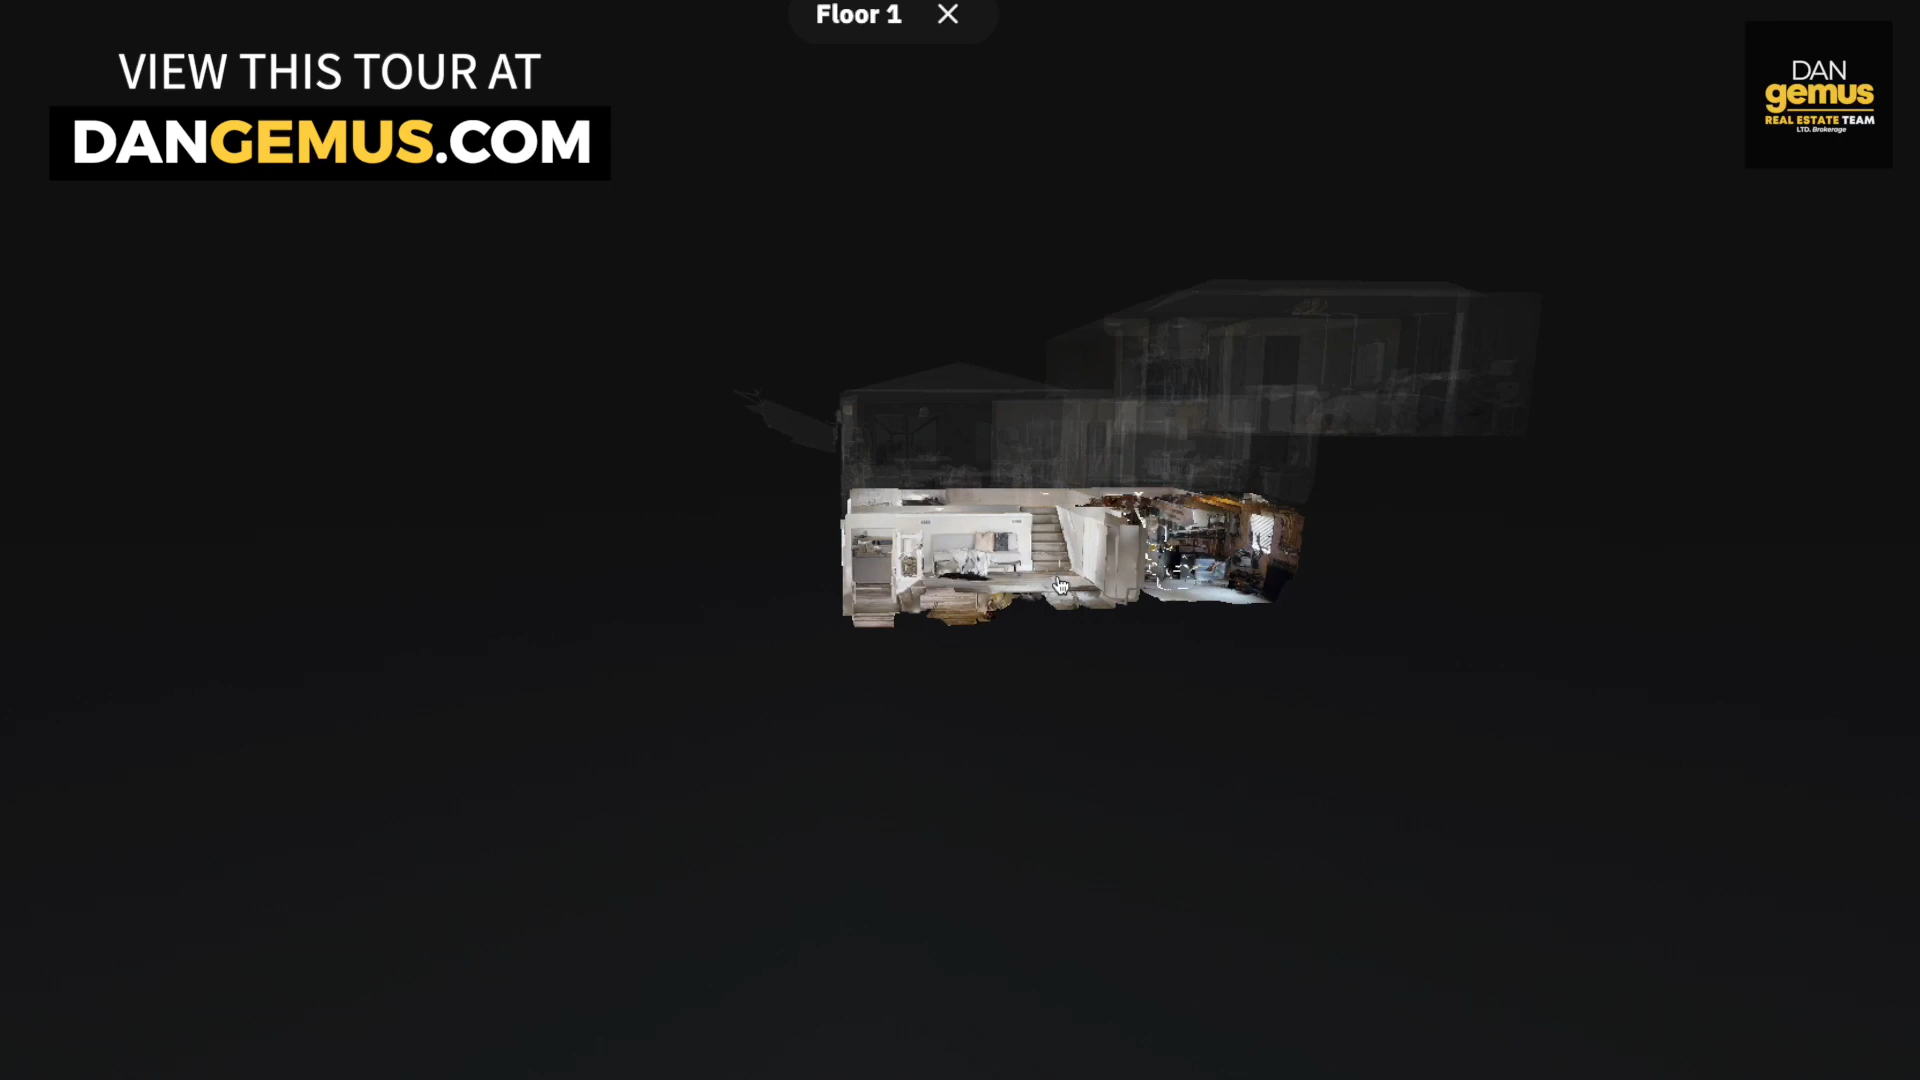 Floor 1
VIEW THIS TOUR AT
DANGEMUS.COM
DAN
gemus
REAL ESTATE TEAM
LTD. Brokerage